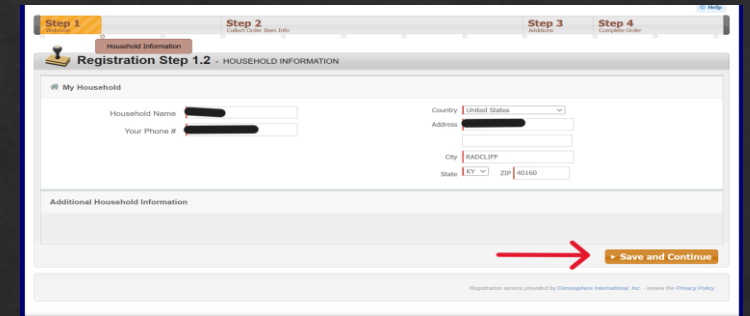 Help
Step 1
Welcome
Step 2
Collect Order Item Info
Step 3
Additions
Step 4
Complete Order
Household Information
Registration Step 1.2 - HOUSEHOLD INFORMATION
My Household
Household Name
Your Phone #
Country United States
Address
City RADCLIFF
State KY ZIP 40160
Additional Household Information
Save and Continue
Registration service provided by Demosphere International, Inc. - review the Privacy Policy.